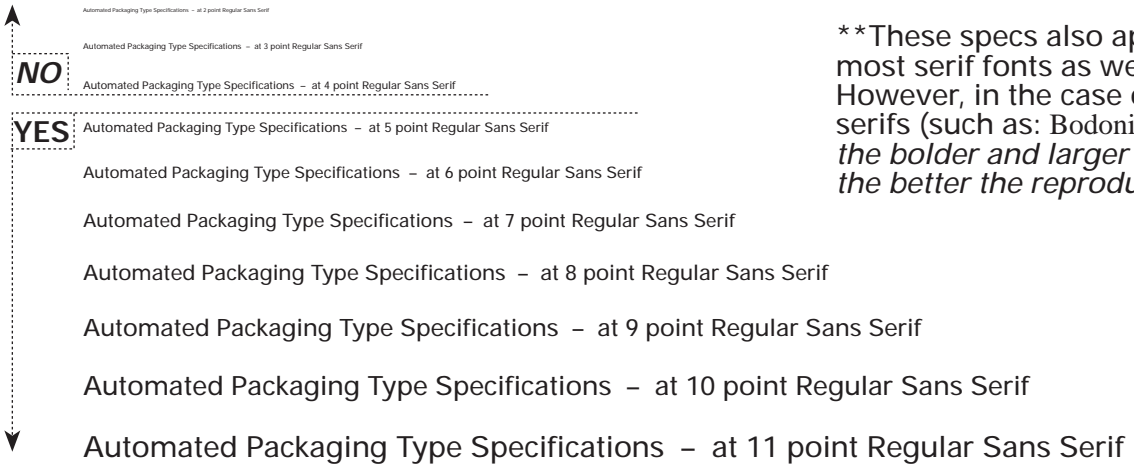 Automated Packaging Type Specifications – at 2 point Regular Sans Serif
Automated Packaging Type Specifications – at 3 point Regular Sans Serif
NO
Automated Packaging Type Specifications – at 4 point Regular Sans Serif
YES
Automated Packaging Type Specifications – at 5 point Regular Sans Serif
Automated Packaging Type Specifications – at 6 point Regular Sans Serif
Automated Packaging Type Specifications – at 7 point Regular Sans Serif
Automated Packaging Type Specifications – at 8 point Regular Sans Serif
Automated Packaging Type Specifications – at 9 point Regular Sans Serif
Automated Packaging Type Specifications – at 10 point Regular Sans Serif
Automated Packaging Type Specifications – at 11 point Regular Sans Serif
**These specs also
most serif fonts as
However, in the case
serifs (such as: Bodoni
the bolder and larger
the better the